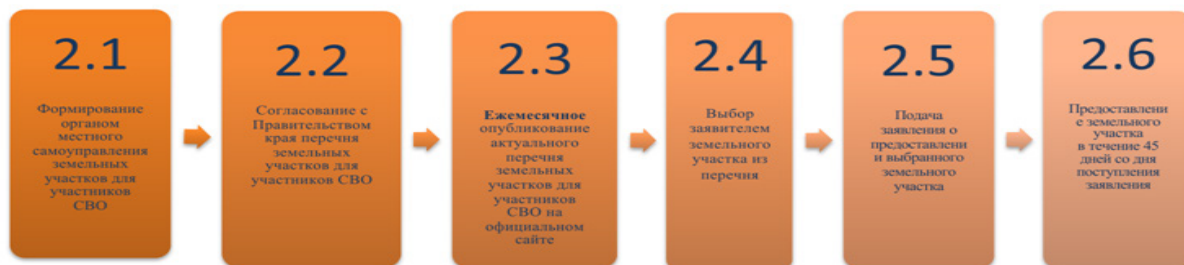 2.1
Формирование
органом
местного
самоуправления
земельных
участков для
участников
СВО
2.2
Согласование с
Правительством
края перечня
земельных
участков для
участников СВО
2.3
Ежемесячное
опубликование
актуального
перечня
земельных
участков для
участников
СВО на
официальном
сайте
2.4
Выбор
заявителем
земельного
участка из
перечня
2.5
Подача
заявления о
предоставлени
и выбранного
земельного
участка
2.6
Предоставлени
е земельного
участка
в течение 45
дней со дня
поступления
заявления